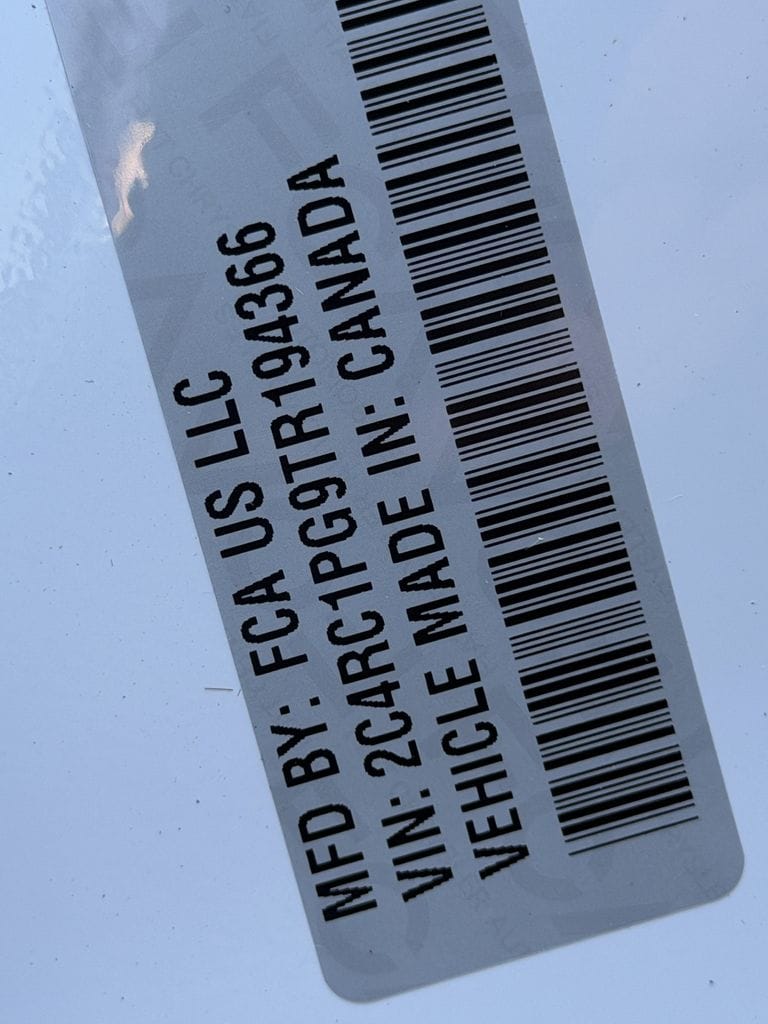 MFD BY: FCA US LLC
VIN: 2C4RC1PG9TR194366
VEHICLE MADE IN: CANADA